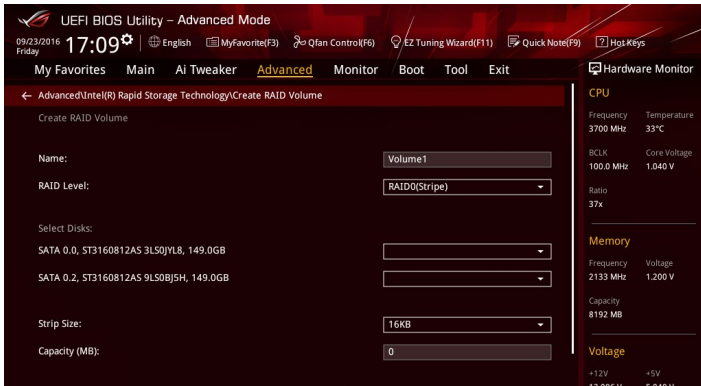 UEFI BIOS Utility – Advanced Mode
09/23/2016 Friday 17:09 English MyFavorite(F3) Qfan Control(F6) EZ Tuning Wizard(F11) Quick Note(F9) Hot Keys
My Favorites Main Ai Tweaker Advanced Monitor Boot Tool Exit
Hardware Monitor
← Advanced\Intel(R) Rapid Storage Technology\Create RAID Volume
Create RAID Volume
Name: Volume1
RAID Level: RAID0(Stripe)
Select Disks:
SATA 0.0, ST3160812AS 3LS0JYL8, 149.0GB
SATA 0.2, ST3160812AS 9LS0BJ5H, 149.0GB
Strip Size: 16KB
Capacity (MB): 0
CPU
Frequency Temperature
3700 MHz 33°C
BCLK Core Voltage
100.0 MHz 1.040 V
Ratio
37x
Memory
Frequency Voltage
2133 MHz 1.200 V
Capacity
8192 MB
Voltage
+12V +5V